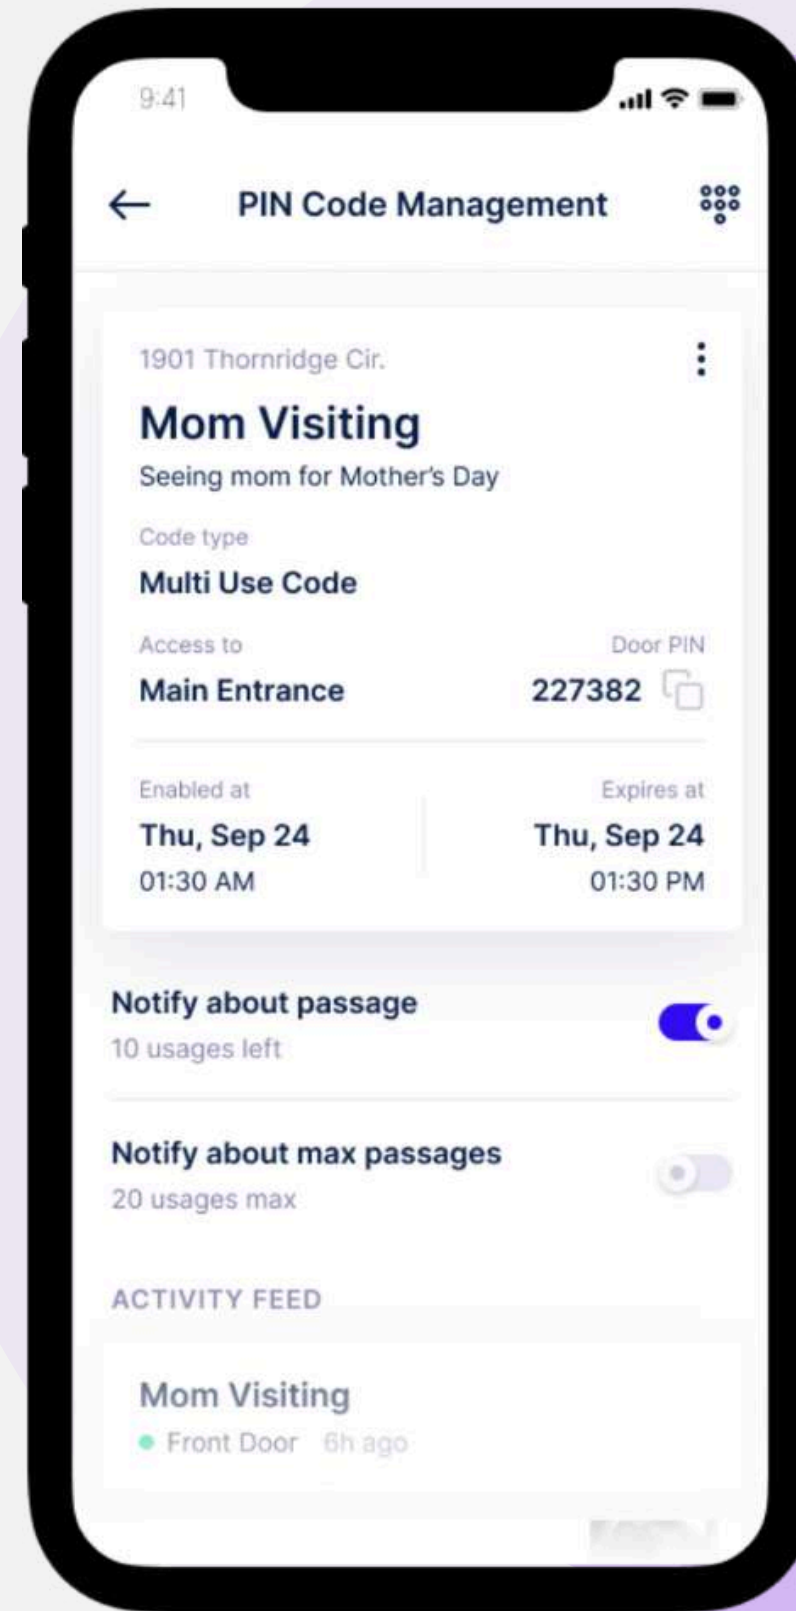 9:41
PIN Code Management
1901 Thornridge Cir.
Mom Visiting
Seeing mom for Mother's Day
Code type
Multi Use Code
Access to
Door PIN
Main Entrance
227382
Enabled at
Expires at
Thu, Sep 24
Thu, Sep 24
01:30 AM
01:30 PM
Notify about passage
10 usages left
Notify about max passages
20 usages max
ACTIVITY FEED
Mom Visiting
Front Door 6h ago